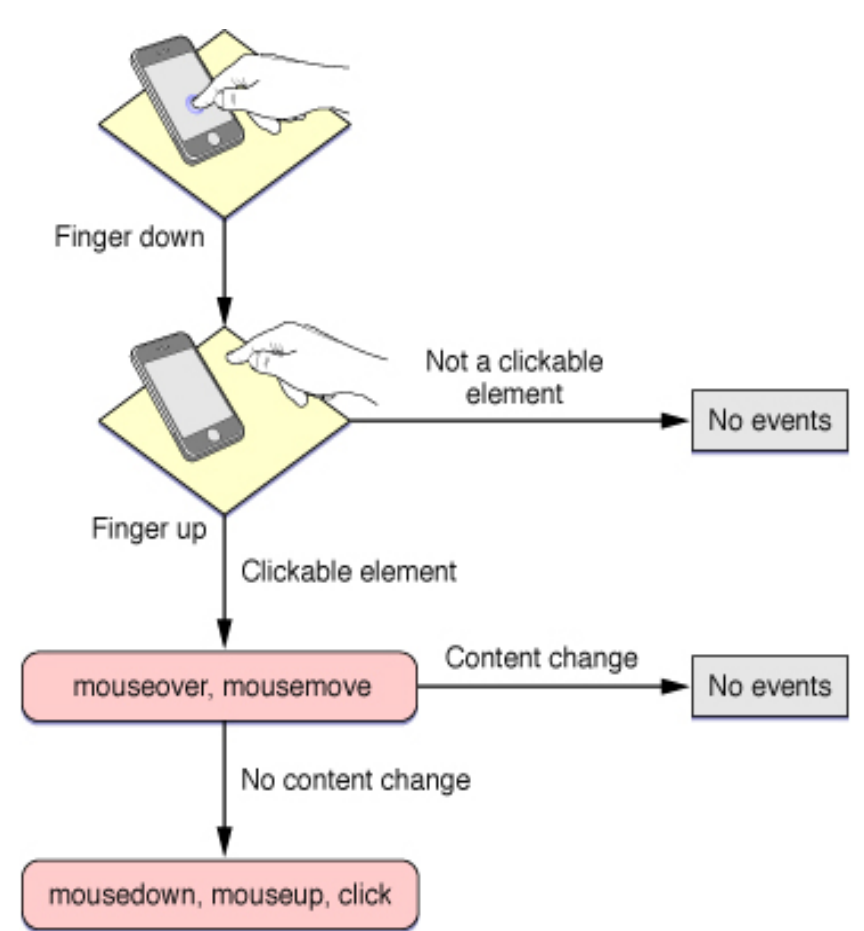 Finger down
Not a clickable
element
No events
Finger up
Clickable element
mouseover, mousemove
Content change
No events
No content change
mousedown, mouseup, click